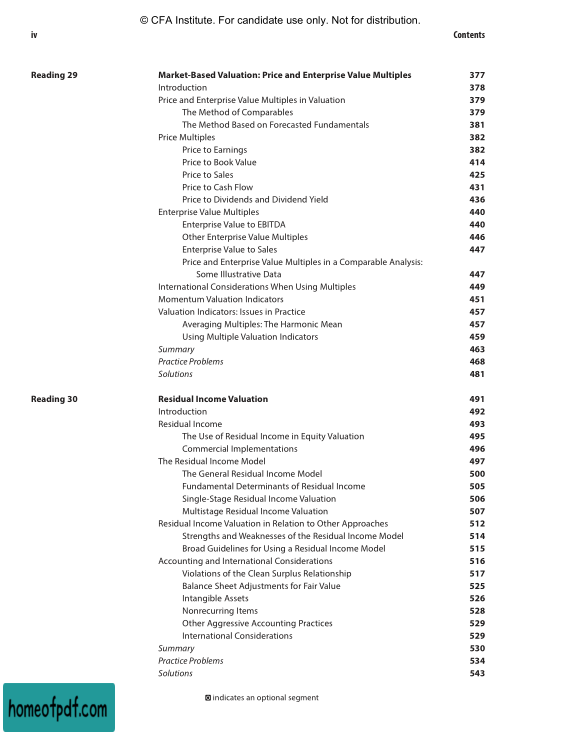 © CFA Institute. For candidate use only. Not for distribution.
iv Contents
Reading 29 Market-Based Valuation: Price and Enterprise Value Multiples 377
Introduction 378
Price and Enterprise Value Multiples in Valuation 379
The Method of Comparables 379
The Method Based on Forecasted Fundamentals 381
Price Multiples 382
Price to Earnings 382
Price to Book Value 414
Price to Sales 425
Price to Cash Flow 431
Price to Dividends and Dividend Yield 436
Enterprise Value Multiples 440
Enterprise Value to EBITDA 440
Other Enterprise Value Multiples 446
Enterprise Value to Sales 447
Price and Enterprise Value Multiples in a Comparable Analysis:
Some Illustrative Data 447
International Considerations When Using Multiples 449
Momentum Valuation Indicators 451
Valuation Indicators: Issues in Practice 457
Averaging Multiples: The Harmonic Mean 457
Using Multiple Valuation Indicators 459
Summary 463
Practice Problems 468
Solutions 481
Reading 30 Residual Income Valuation 491
Introduction 492
Residual Income 493
The Use of Residual Income in Equity Valuation 495
Commercial Implementations 496
The Residual Income Model 497
The General Residual Income Model 500
Fundamental Determinants of Residual Income 505
Single-Stage Residual Income Valuation 506
Multistage Residual Income Valuation 507
Residual Income Valuation in Relation to Other Approaches 512
Strengths and Weaknesses of the Residual Income Model 514
Broad Guidelines for Using a Residual Income Model 515
Accounting and International Considerations 516
Violations of the Clean Surplus Relationship 517
Balance Sheet Adjustments for Fair Value 525
Intangible Assets 526
Nonrecurring Items 528
Other Aggressive Accounting Practices 529
International Considerations 529
Summary 530
Practice Problems 534
Solutions 543
indicates an optional segment
homeofpdf.com